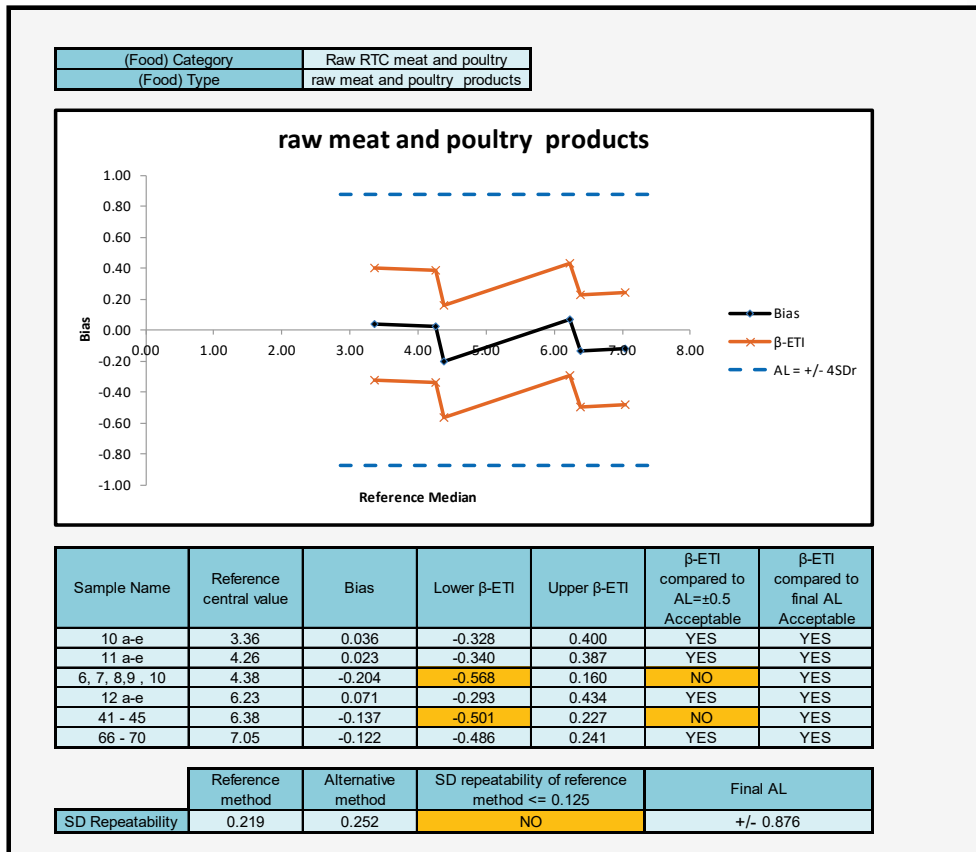 (Food) Category Raw RTC meat and poultry
(Food) Type raw meat and poultry products
raw meat and poultry products
1.00
0.80
0.60
0.40
0.20
0.00
-0.20
-0.40
-0.60
-0.80
-1.00
0.00 1.00 2.00 3.00 4.00 5.00 6.00 7.00 8.00
Bias
Reference Median
Bias
β-ETI
AL = +/- 4SDr
Sample Name Reference central value Bias Lower β-ETI Upper β-ETI β-ETI compared to AL=±0.5 Acceptable β-ETI compared to final AL Acceptable
10 a-e 3.36 0.036 -0.328 0.400 YES YES
11 a-e 4.26 0.023 -0.340 0.387 YES YES
6, 7, 8,9 , 10 4.38 -0.204 -0.568 0.160 NO YES
12 a-e 6.23 0.071 -0.293 0.434 YES YES
41 - 45 6.38 -0.137 -0.501 0.227 NO YES
66 - 70 7.05 -0.122 -0.486 0.241 YES YES
Reference method Alternative method SD repeatability of reference method <= 0.125 Final AL
SD Repeatability 0.219 0.252 NO +/- 0.876